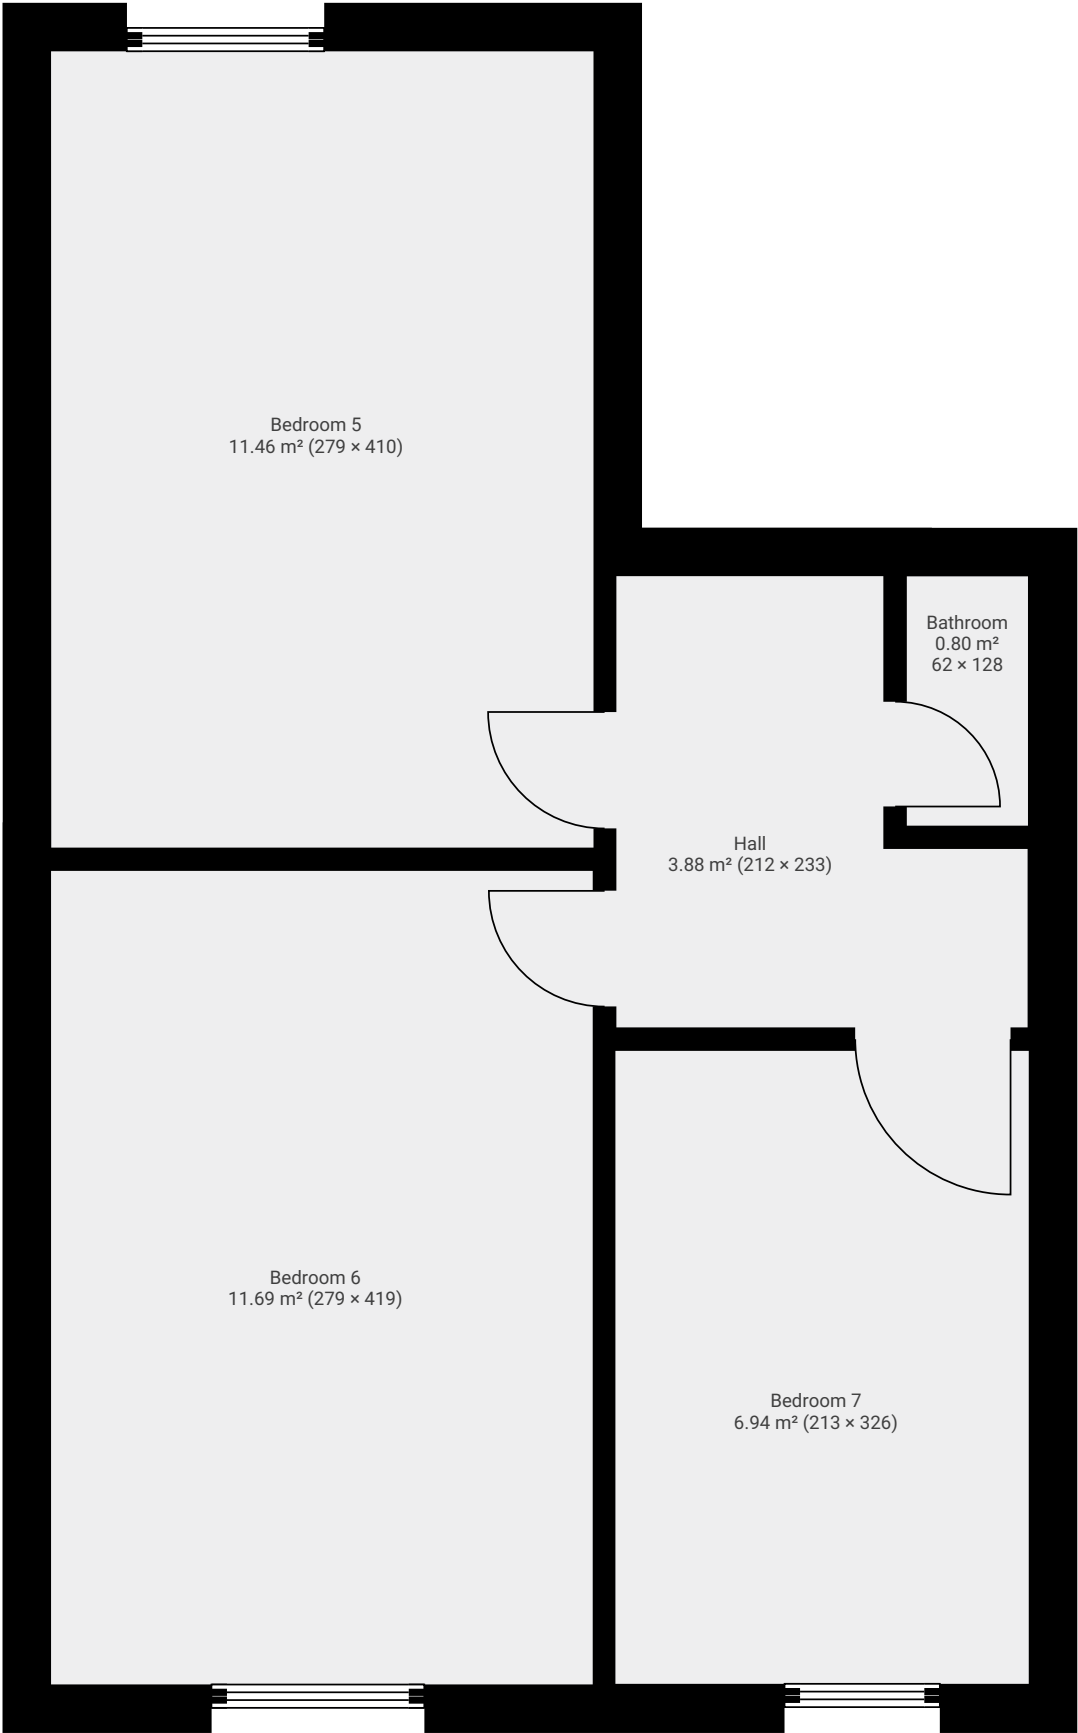 Bedroom 5
11.46 m² (279 × 410)
Bathroom
0.80 m²
62 × 128
Hall
3.88 m² (212 × 233)
Bedroom 6
11.69 m² (279 × 419)
Bedroom 7
6.94 m² (213 × 326)